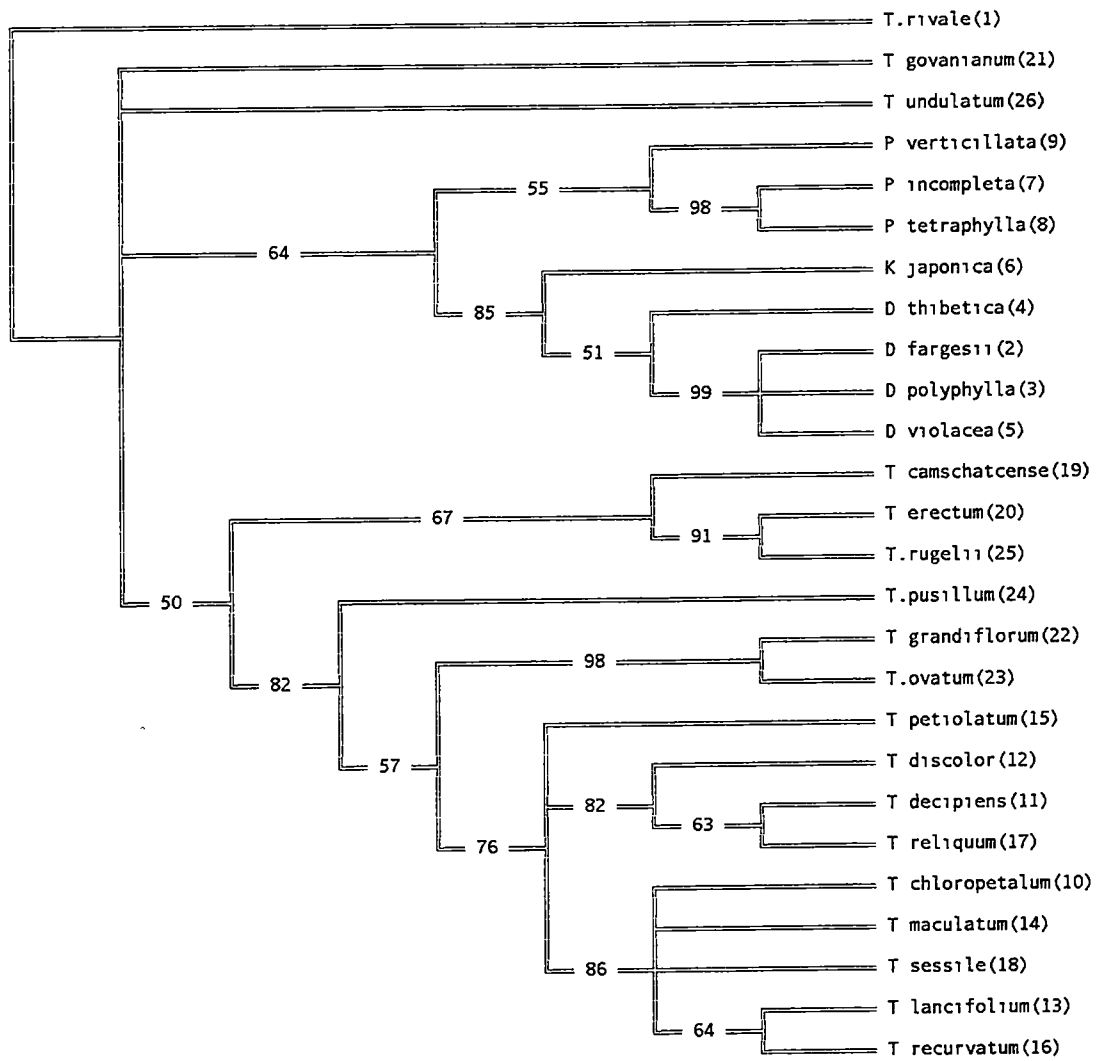 T.rivale(1)
T govanianum(21)
T undulatum(26)
P verticillata(9)
P incompleta(7)
55
98
P tetraphylla(8)
64
K japonica(6)
D thibetica(4)
85
D fargesii(2)
51
D polyphylla(3)
99
D violacea(5)
T camschatcense(19)
T erectum(20)
67
91
T.rugelii(25)
T.pusillum(24)
50
T grandiflorum(22)
98
T.ovatum(23)
82
T petiolatum(15)
T discolor(12)
57
T decipiens(11)
82
63
T reliquum(17)
76
T chloropetalum(10)
T maculatum(14)
T sessile(18)
86
T lancifolium(13)
64
T recurvatum(16)